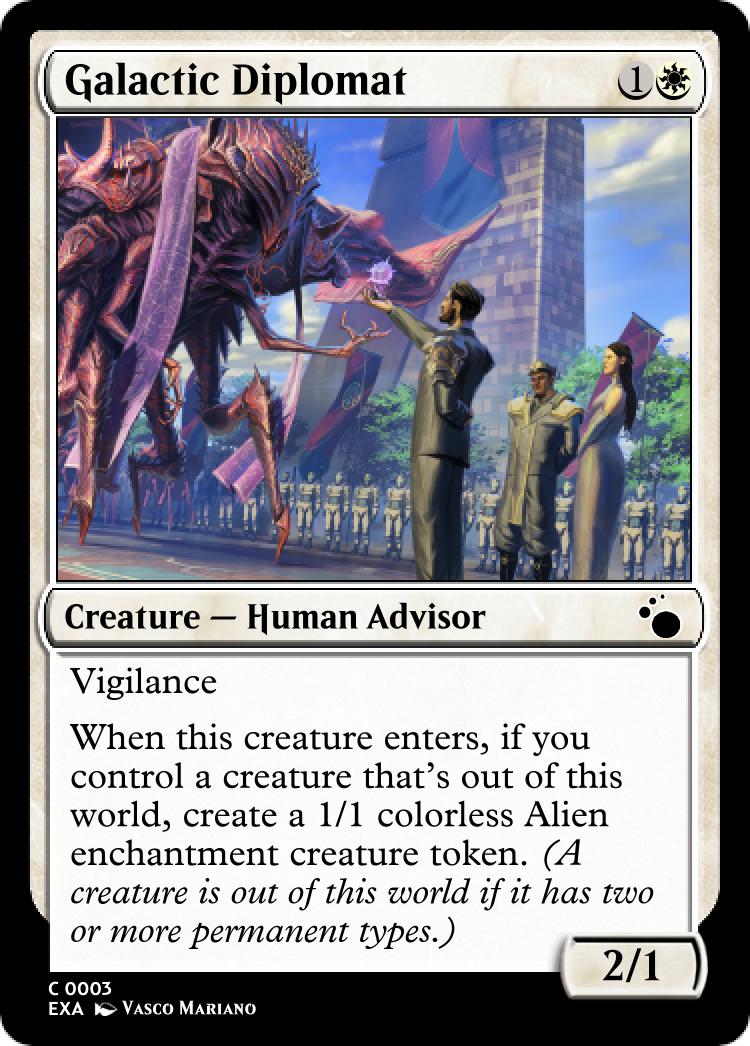 Galactic Diplomat 1
Creature — Human Advisor
Vigilance
When this creature enters, if you
control a creature that's out of this
world, create a 1/1 colorless Alien
enchantment creature token. (A
creature is out of this world if it has two
or more permanent types.)
2/1
C 0003
EXA Vasco Mariano